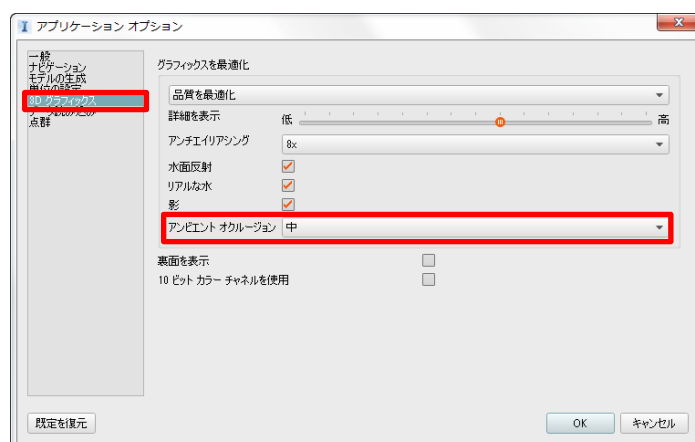 アプリケーション オプション
一般
ナビゲーション
モデルの生成
単位の設定
3D グラフィックス
点群
グラフィックスを最適化
品質を最適化
詳細を表示 低 高
アンチエイリアシング 8x
水面反射
リアルな水
影
アンビエント オクルージョン 中
裏面を表示
10 ビット カラー チャネルを使用
既定を復元 OK キャンセル